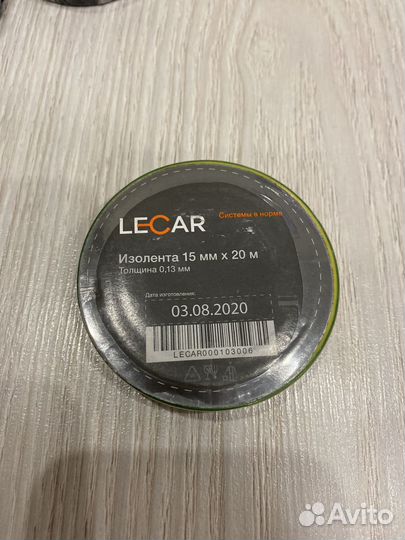 LECAR
Системы в норме
Изолента 15 мм x 20 м
Толщина 0,13 мм
Дата изготовления:
03.08.2020
LECAR000103006
Avito